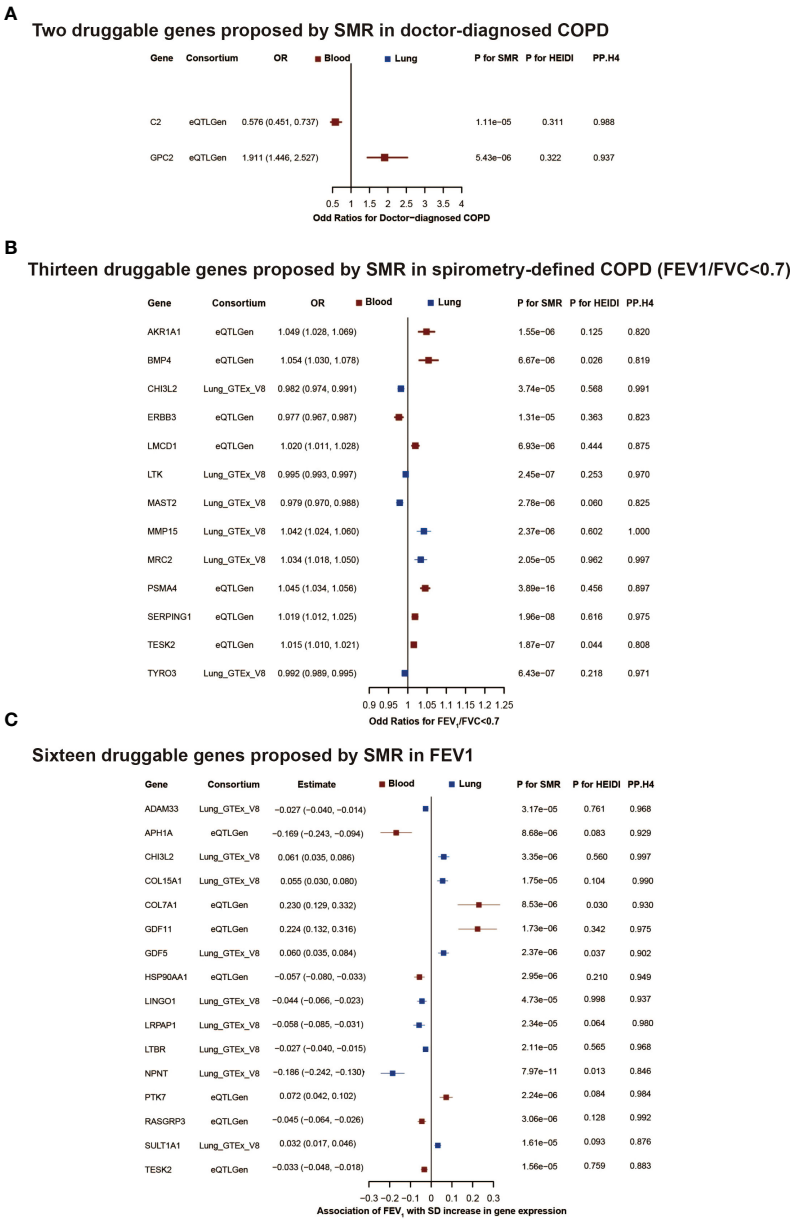 A
Two druggable genes proposed by SMR in doctor-diagnosed COPD
Gene Consortium OR Blood Lung P for SMR P for HEIDI PP.H4
C2 eQTLGen 0.576 (0.451, 0.737) 1.11e−05 0.311 0.988
GPC2 eQTLGen 1.911 (1.446, 2.527) 5.43e−06 0.322 0.937
0.5 1 1.5 2 2.5 3 3.5 4
Odd Ratios for Doctor−diagnosed COPD
B
Thirteen druggable genes proposed by SMR in spirometry-defined COPD (FEV1/FVC<0.7)
Gene Consortium OR Blood Lung P for SMR P for HEIDI PP.H4
AKR1A1 eQTLGen 1.049 (1.028, 1.069) 1.55e−06 0.125 0.820
BMP4 eQTLGen 1.054 (1.030, 1.078) 6.67e−06 0.026 0.819
CHI3L2 Lung_GTEx_V8 0.982 (0.974, 0.991) 3.74e−05 0.568 0.991
ERBB3 eQTLGen 0.977 (0.967, 0.987) 1.31e−05 0.363 0.823
LMCD1 eQTLGen 1.020 (1.011, 1.028) 6.93e−06 0.444 0.875
LTK Lung_GTEx_V8 0.995 (0.993, 0.997) 2.45e−07 0.253 0.970
MAST2 Lung_GTEx_V8 0.979 (0.970, 0.988) 2.78e−06 0.060 0.825
MMP15 Lung_GTEx_V8 1.042 (1.024, 1.060) 2.37e−06 0.602 1.000
MRC2 Lung_GTEx_V8 1.034 (1.018, 1.050) 2.05e−05 0.962 0.997
PSMA4 eQTLGen 1.045 (1.034, 1.056) 3.89e−16 0.456 0.897
SERPING1 eQTLGen 1.019 (1.012, 1.025) 1.96e−08 0.616 0.975
TESK2 eQTLGen 1.015 (1.010, 1.021) 1.87e−07 0.044 0.808
TYRO3 Lung_GTEx_V8 0.992 (0.989, 0.995) 6.43e−07 0.218 0.971
0.9 0.95 1 1.05 1.1 1.15 1.2 1.25
Odd Ratios for FEV₁/FVC<0.7
C
Sixteen druggable genes proposed by SMR in FEV1
Gene Consortium Estimate Blood Lung P for SMR P for HEIDI PP.H4
ADAM33 Lung_GTEx_V8 −0.027 (−0.040, −0.014) 3.17e−05 0.761 0.968
APH1A eQTLGen −0.169 (−0.243, −0.094) 8.68e−06 0.083 0.929
CHI3L2 Lung_GTEx_V8 0.061 (0.035, 0.086) 3.35e−06 0.560 0.997
COL15A1 Lung_GTEx_V8 0.055 (0.030, 0.080) 1.75e−05 0.104 0.990
COL7A1 eQTLGen 0.230 (0.129, 0.332) 8.53e−06 0.030 0.930
GDF11 eQTLGen 0.224 (0.132, 0.316) 1.73e−06 0.342 0.975
GDF5 Lung_GTEx_V8 0.060 (0.035, 0.084) 2.37e−06 0.037 0.902
HSP90AA1 eQTLGen −0.057 (−0.080, −0.033) 2.95e−06 0.210 0.949
LINGO1 Lung_GTEx_V8 −0.044 (−0.066, −0.023) 4.73e−05 0.998 0.937
LRPAP1 Lung_GTEx_V8 −0.058 (−0.085, −0.031) 2.34e−05 0.064 0.980
LTBR Lung_GTEx_V8 −0.027 (−0.040, −0.015) 2.11e−05 0.565 0.968
NPNT Lung_GTEx_V8 −0.186 (−0.242, −0.130) 7.97e−11 0.013 0.846
PTK7 eQTLGen 0.072 (0.042, 0.102) 2.24e−06 0.084 0.984
RASGRP3 eQTLGen −0.045 (−0.064, −0.026) 3.06e−06 0.128 0.992
SULT1A1 Lung_GTEx_V8 0.032 (0.017, 0.046) 1.61e−05 0.093 0.876
TESK2 eQTLGen −0.033 (−0.048, −0.018) 1.56e−05 0.759 0.883
−0.3 −0.2 −0.1 0 0.1 0.2 0.3
Association of FEV₁ with SD increase in gene expression